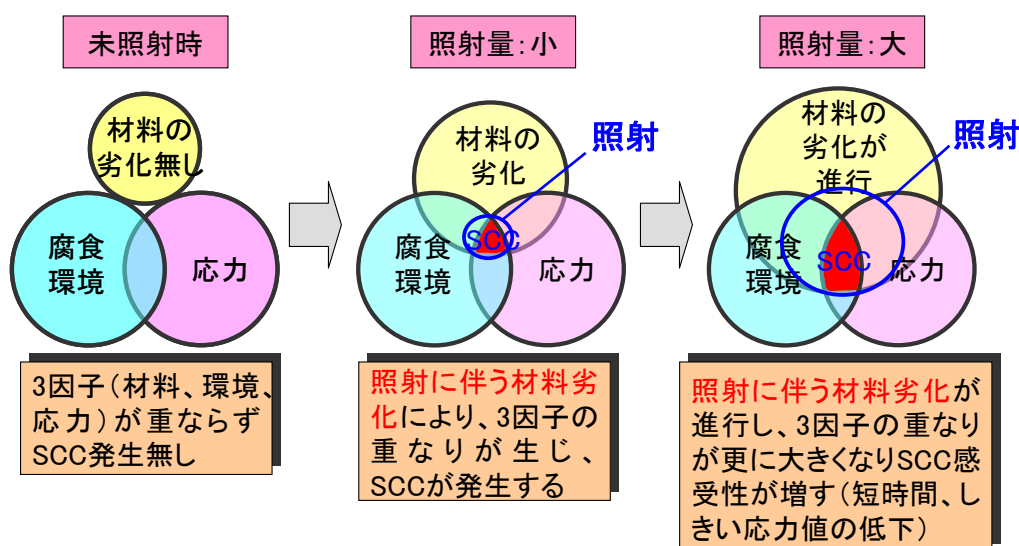 未照射時
材料の
劣化無し
腐食
環境
応力
3因子（材料、環境、
応力）が重ならず
SCC発生無し
照射量：小
材料の
劣化
照射
SCC
腐食
環境
応力
照射に伴う材料劣
化により、3因子の
重なりが生じ、
SCCが発生する
照射量：大
材料の
劣化が
進行
照射
腐食
環境
SCC
応力
照射に伴う材料劣化が
進行し、3因子の重なり
が更に大きくなりSCC感
受性が増す（短時間、し
きい応力値の低下）